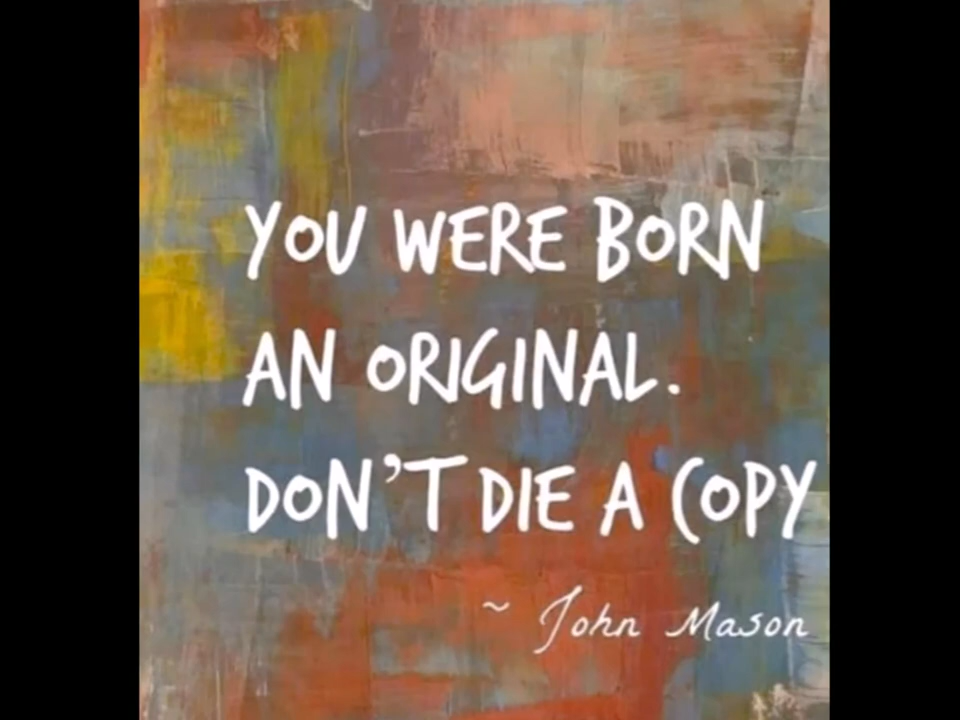 YOU WERE BORN
AN ORIGINAL.
DON'T DIE A COPY
~ John Mason